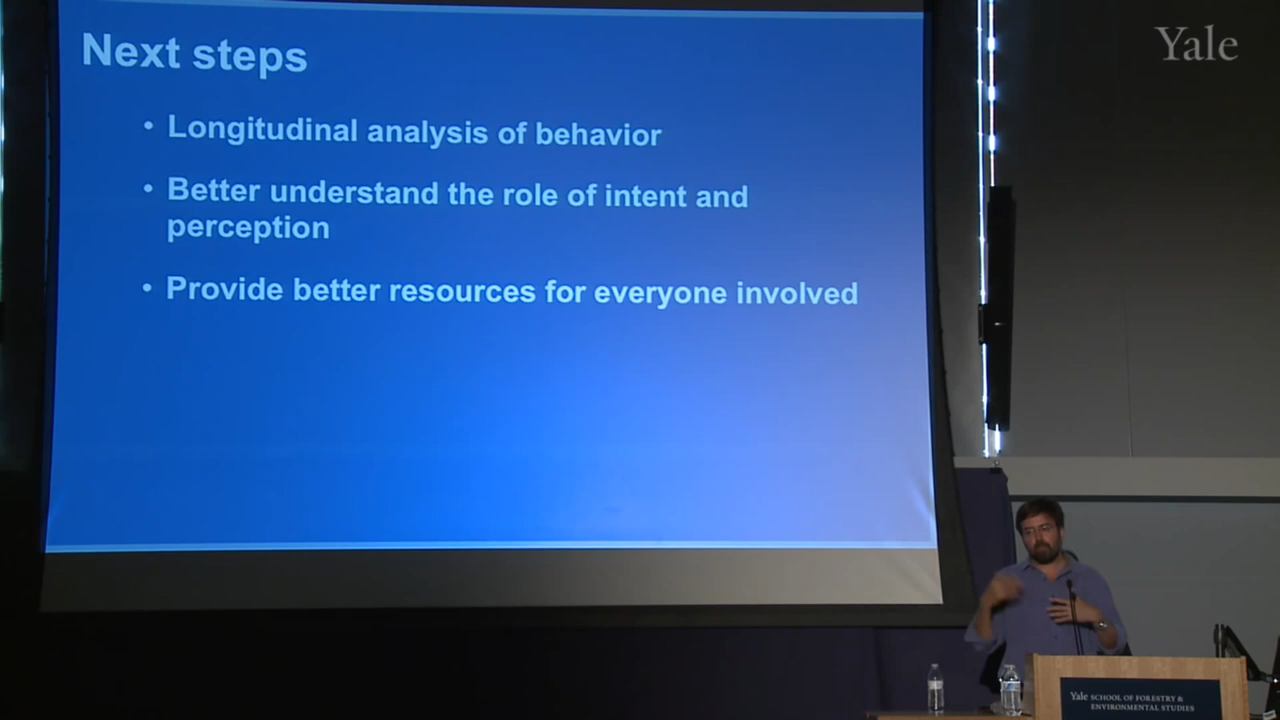 Next steps
Yale
• Longitudinal analysis of behavior
• Better understand the role of intent and
perception
• Provide better resources for everyone involved
Yale SCHOOL OF FORESTRY &
ENVIRONMENTAL STUDIES